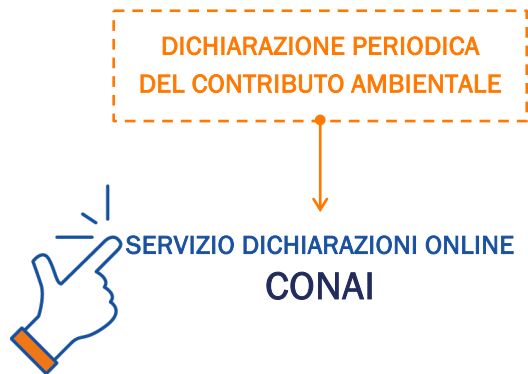 DICHIARAZIONE PERIODICA
DEL CONTRIBUTO AMBIENTALE
SERVIZIO DICHIARAZIONI ONLINE
CONAI